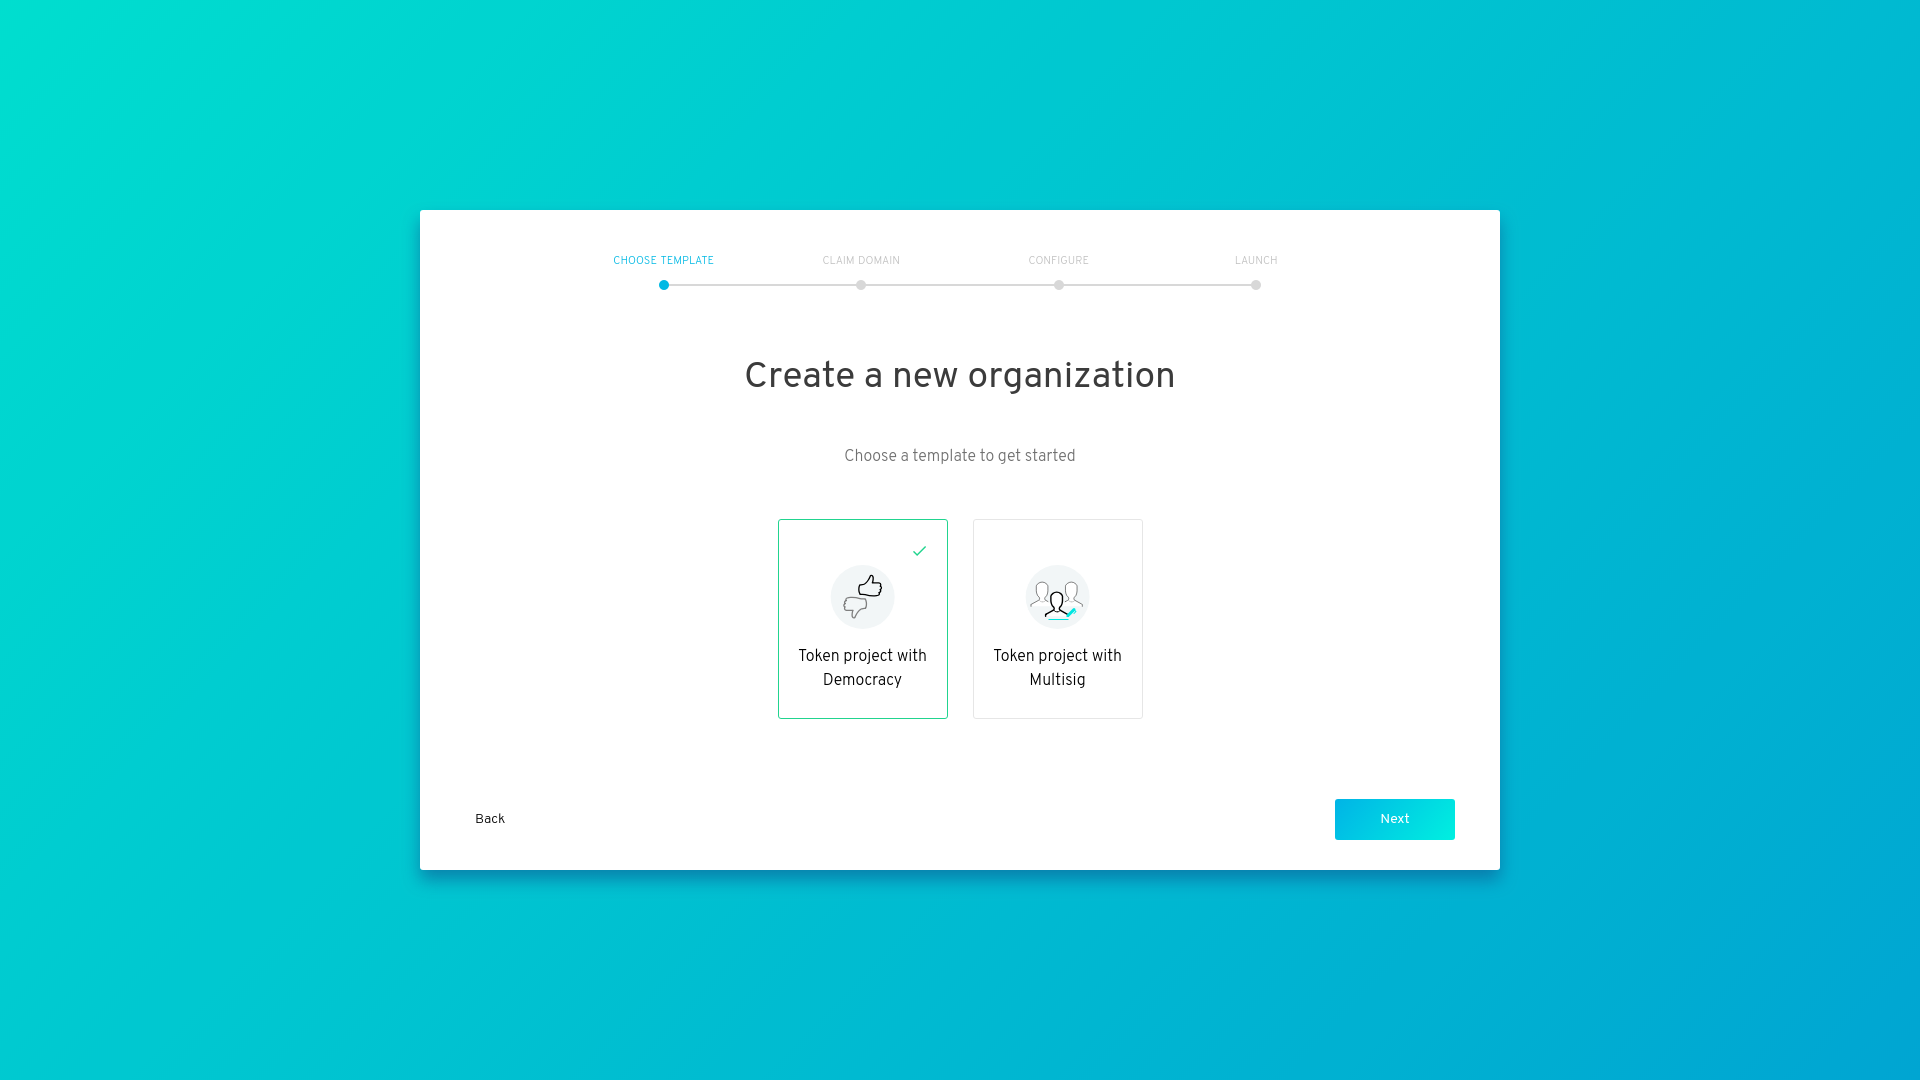 CHOOSE TEMPLATE
CLAIM DOMAIN
CONFIGURE
LAUNCH
Create a new organization
Choose a template to get started
Token project with
Democracy
Token project with
Multisig
Back
Next